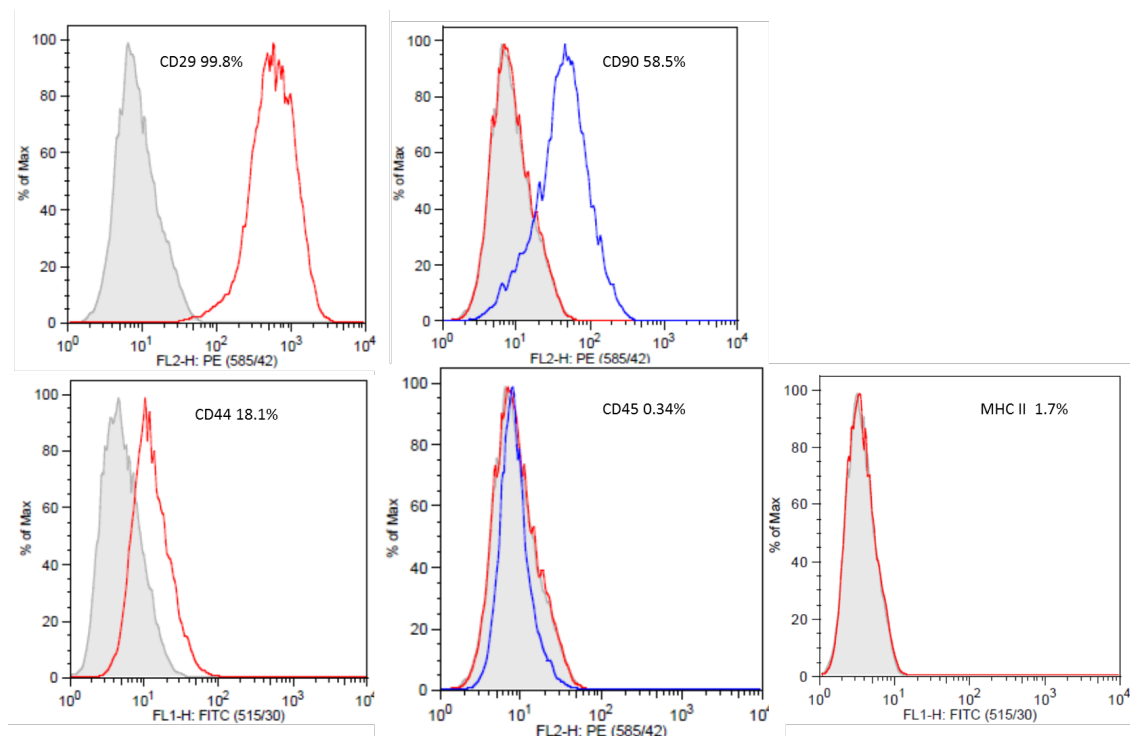 CD29 99.8%
% of Max
100
80
60
40
20
0
10^0 10^1 10^2 10^3 10^4
FL2-H: PE (585/42)
CD90 58.5%
% of Max
100
80
60
40
20
0
10^0 10^1 10^2 10^3 10^4
FL2-H: PE (585/42)
CD44 18.1%
% of Max
100
80
60
40
20
0
10^0 10^1 10^2 10^3 10^4
FL1-H: FITC (515/30)
CD45 0.34%
% of Max
100
80
60
40
20
0
10^0 10^1 10^2 10^3 10^4
FL2-H: PE (585/42)
MHC II 1.7%
% of Max
100
80
60
40
20
0
10^0 10^1 10^2 10^3 10^4
FL1-H: FITC (515/30)